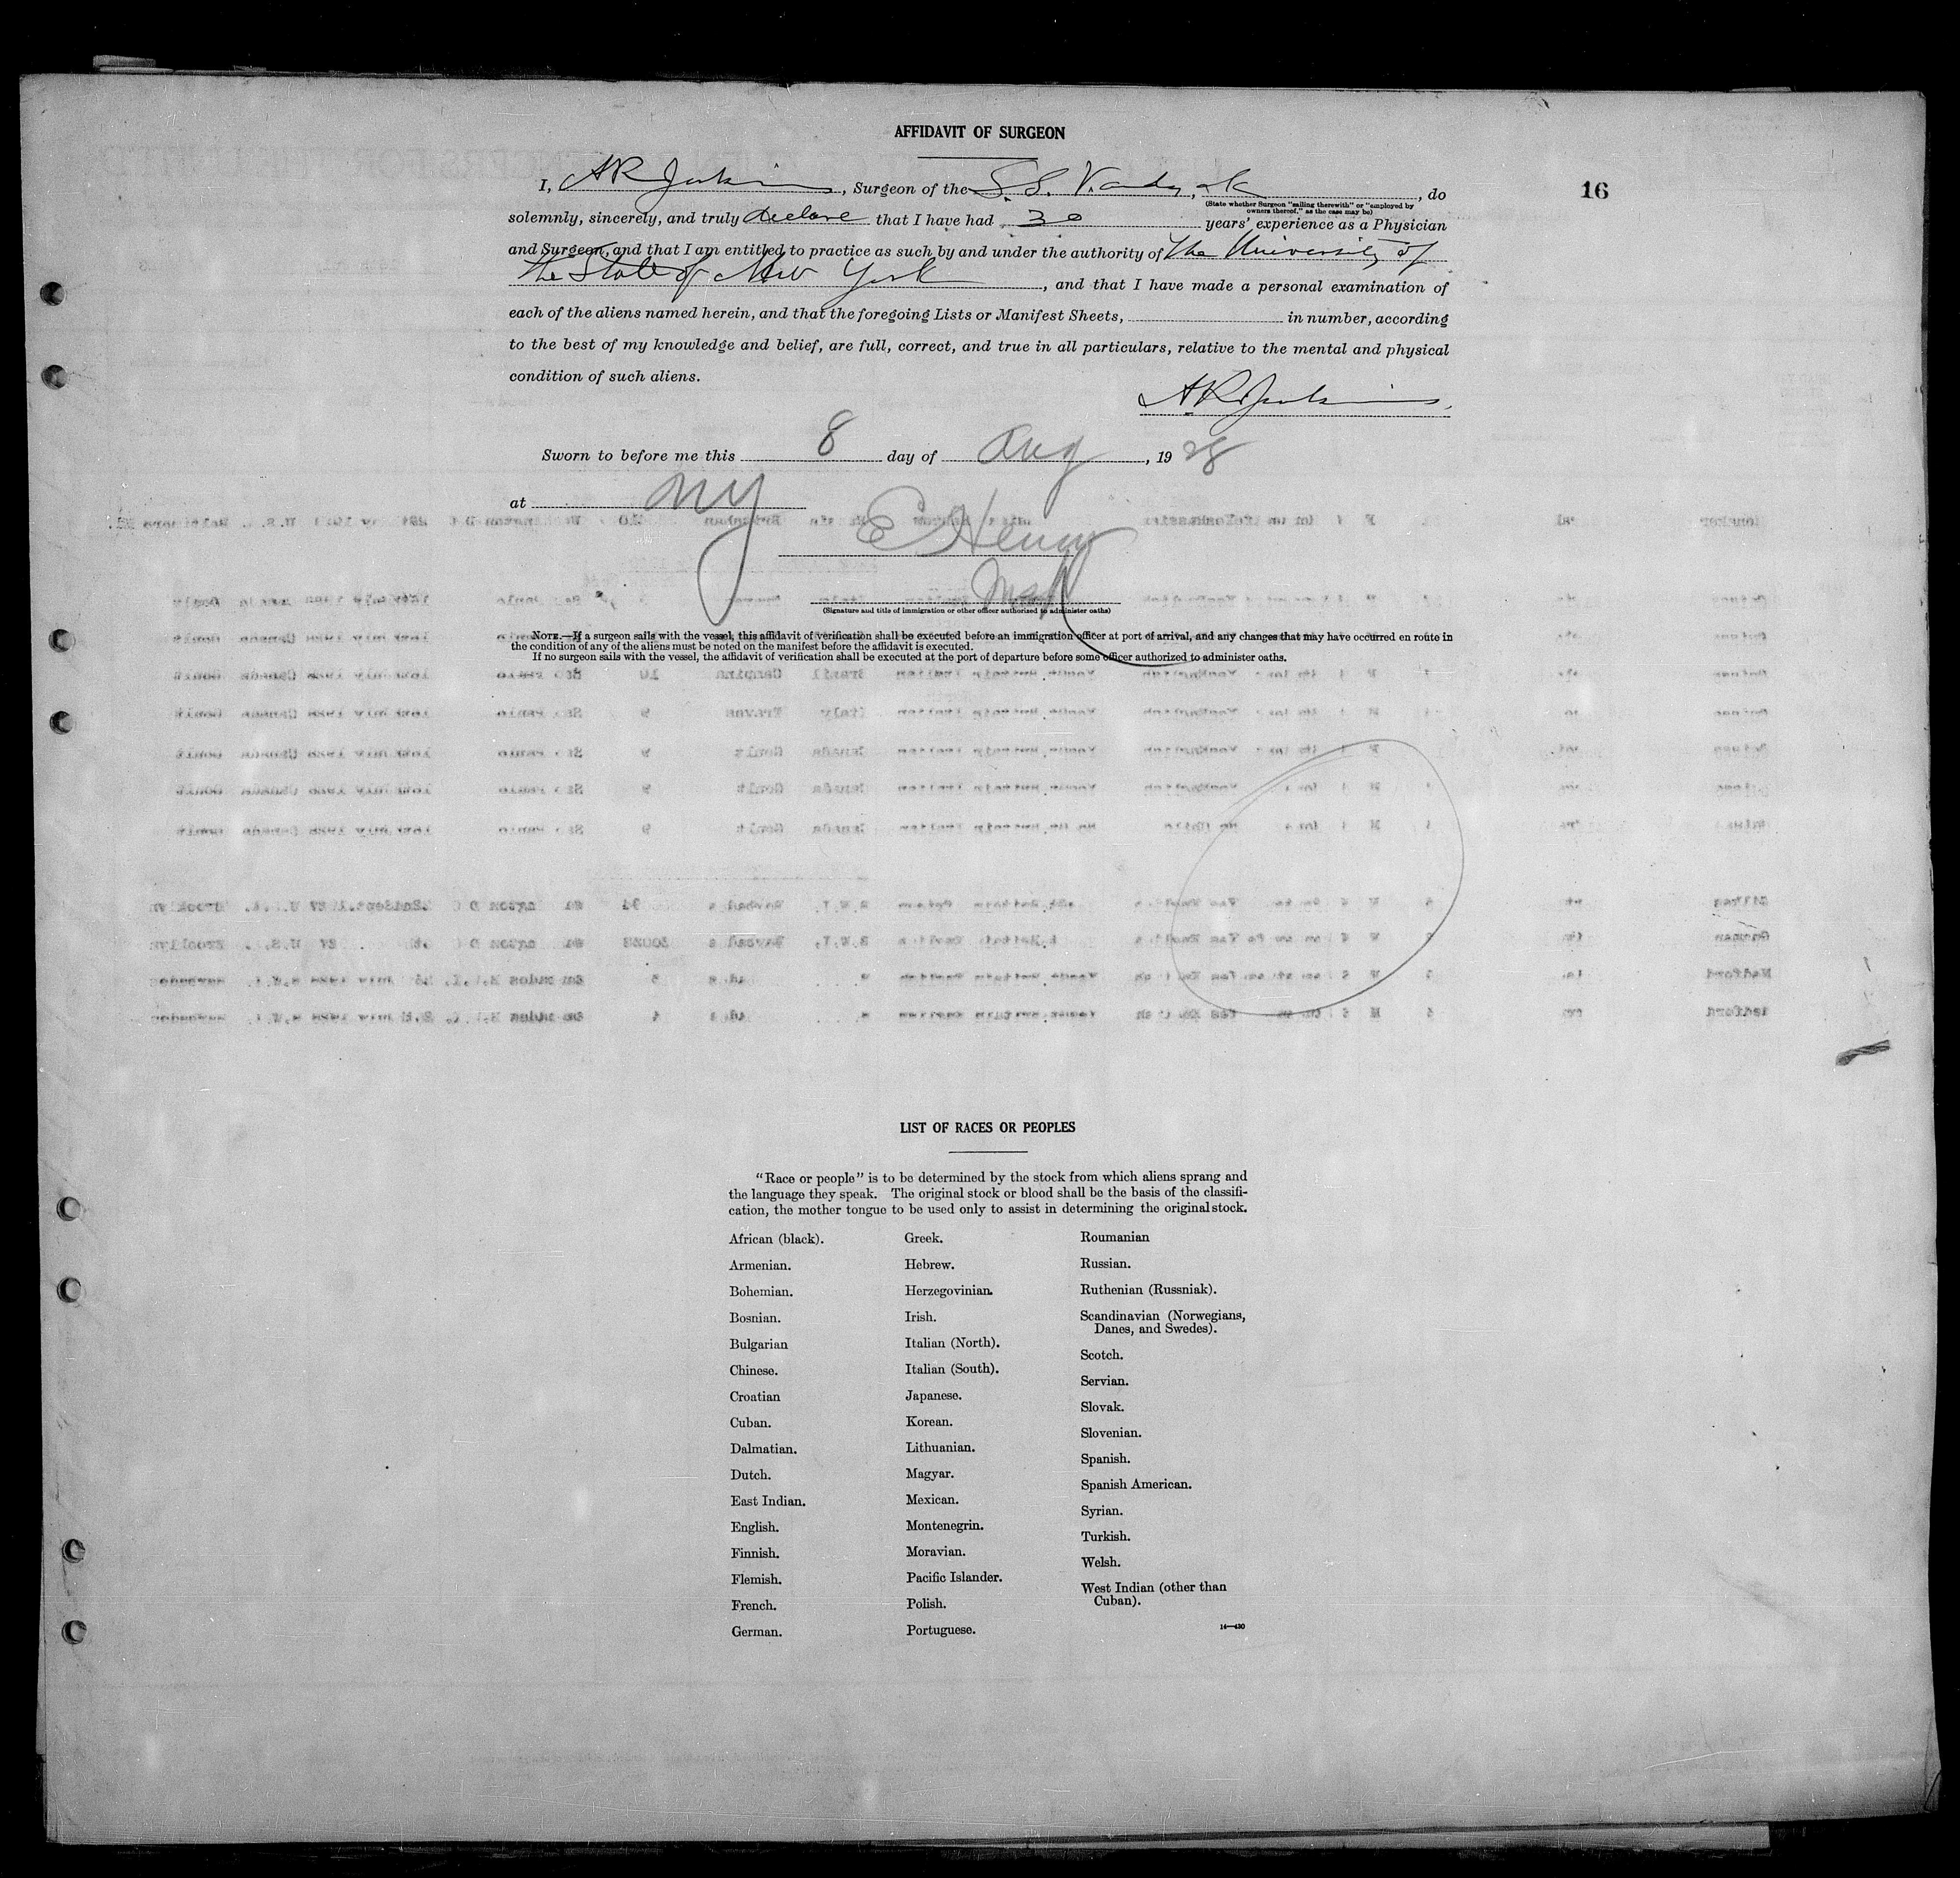 AFFIDAVIT OF SURGEON
16
I, A R Jenkins, Surgeon of the S.S. Vandyck, do
(State whether Surgeon "sailing therewith" or "employed by
owners thereof," as the case may be)
solemnly, sincerely, and truly declare that I have had 30 years' experience as a Physician
and Surgeon, and that I am entitled to practice as such by and under the authority of The University of
the State of New York, and that I have made a personal examination of
each of the aliens named herein, and that the foregoing Lists or Manifest Sheets, in number, according
to the best of my knowledge and belief, are full, correct, and true in all particulars, relative to the mental and physical
condition of such aliens.
A R Jenkins.
Sworn to before me this 8 day of Aug, 1928
at NY
E Henry
(Signature and title of immigration or other officer authorized to administer oaths)
NOTE.—If a surgeon sails with the vessel, this affidavit of verification shall be executed before an immigration officer at port of arrival, and any changes that may have occurred en route in
the condition of any of the aliens must be noted on the manifest before the affidavit is executed.
If no surgeon sails with the vessel, the affidavit of verification shall be executed at the port of departure before some officer authorized to administer oaths.
LIST OF RACES OR PEOPLES
"Race or people" is to be determined by the stock from which aliens sprang and
the language they speak. The original stock or blood shall be the basis of the classifi-
cation, the mother tongue to be used only to assist in determining the original stock.
African (black).
Armenian.
Bohemian.
Bosnian.
Bulgarian
Chinese.
Croatian
Cuban.
Dalmatian.
Dutch.
East Indian.
English.
Finnish.
Flemish.
French.
German.
Greek.
Hebrew.
Herzegovinian.
Irish.
Italian (North).
Italian (South).
Japanese.
Korean.
Lithuanian.
Magyar.
Mexican.
Montenegrin.
Moravian.
Pacific Islander.
Polish.
Portuguese.
Roumanian
Russian.
Ruthenian (Russniak).
Scandinavian (Norwegians,
Danes, and Swedes).
Scotch.
Servian.
Slovak.
Slovenian.
Spanish.
Spanish American.
Syrian.
Turkish.
Welsh.
West Indian (other than
Cuban).
14—430